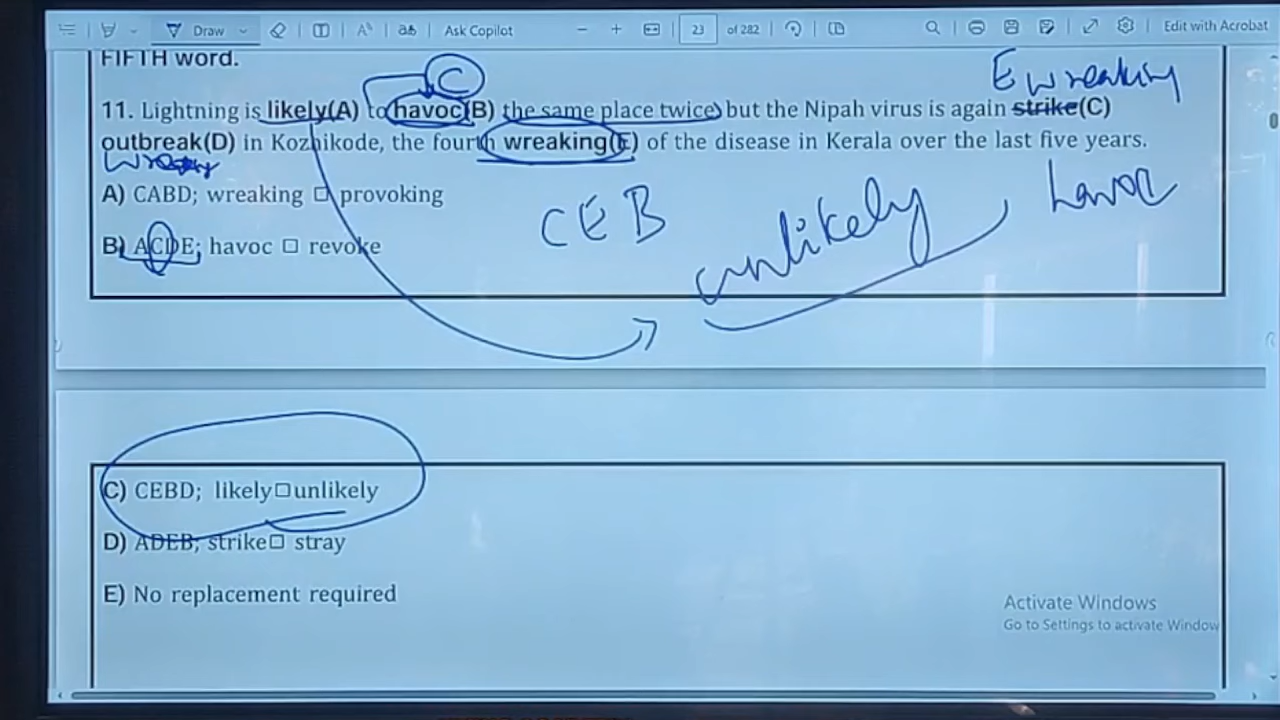 Draw
Ask Copilot
23 of 282
Edit with Acrobat
FIFTH word.
C
E wreaking
11. Lightning is likely(A) to havoc(B) the same place twice) but the Nipah virus is again strike(C)
outbreak(D) in Kozhikode, the fourth wreaking(E) of the disease in Kerala over the last five years.
A) CABD; wreaking □ provoking
CEB
unlikely
havoc
B) ACDE; havoc □ revoke
C) CEBD; likely□unlikely
D) ADEB; strike□ stray
E) No replacement required
Activate Windows
Go to Settings to activate Window